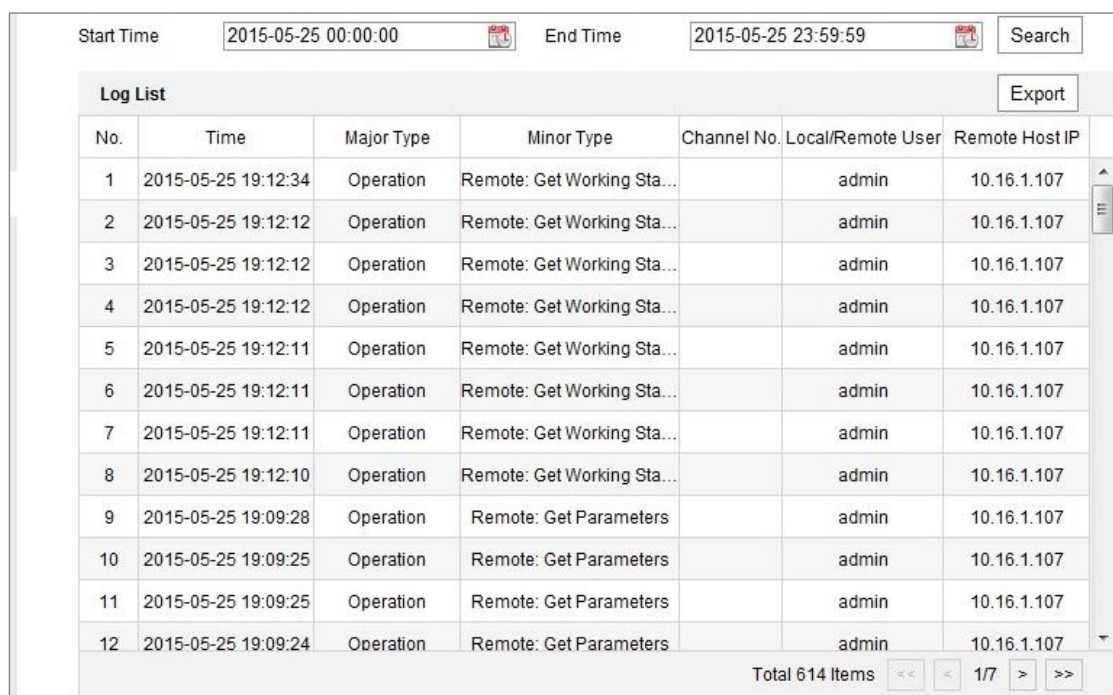 Start Time 2015-05-25 00:00:00 End Time 2015-05-25 23:59:59 Search
Log List Export
No. Time Major Type Minor Type Channel No. Local/Remote User Remote Host IP
1 2015-05-25 19:12:34 Operation Remote: Get Working Sta... admin 10.16.1.107
2 2015-05-25 19:12:12 Operation Remote: Get Working Sta... admin 10.16.1.107
3 2015-05-25 19:12:12 Operation Remote: Get Working Sta... admin 10.16.1.107
4 2015-05-25 19:12:12 Operation Remote: Get Working Sta... admin 10.16.1.107
5 2015-05-25 19:12:11 Operation Remote: Get Working Sta... admin 10.16.1.107
6 2015-05-25 19:12:11 Operation Remote: Get Working Sta... admin 10.16.1.107
7 2015-05-25 19:12:11 Operation Remote: Get Working Sta... admin 10.16.1.107
8 2015-05-25 19:12:10 Operation Remote: Get Working Sta... admin 10.16.1.107
9 2015-05-25 19:09:28 Operation Remote: Get Parameters admin 10.16.1.107
10 2015-05-25 19:09:25 Operation Remote: Get Parameters admin 10.16.1.107
11 2015-05-25 19:09:25 Operation Remote: Get Parameters admin 10.16.1.107
12 2015-05-25 19:09:24 Operation Remote: Get Parameters admin 10.16.1.107
Total 614 Items << < 1/7 > >>